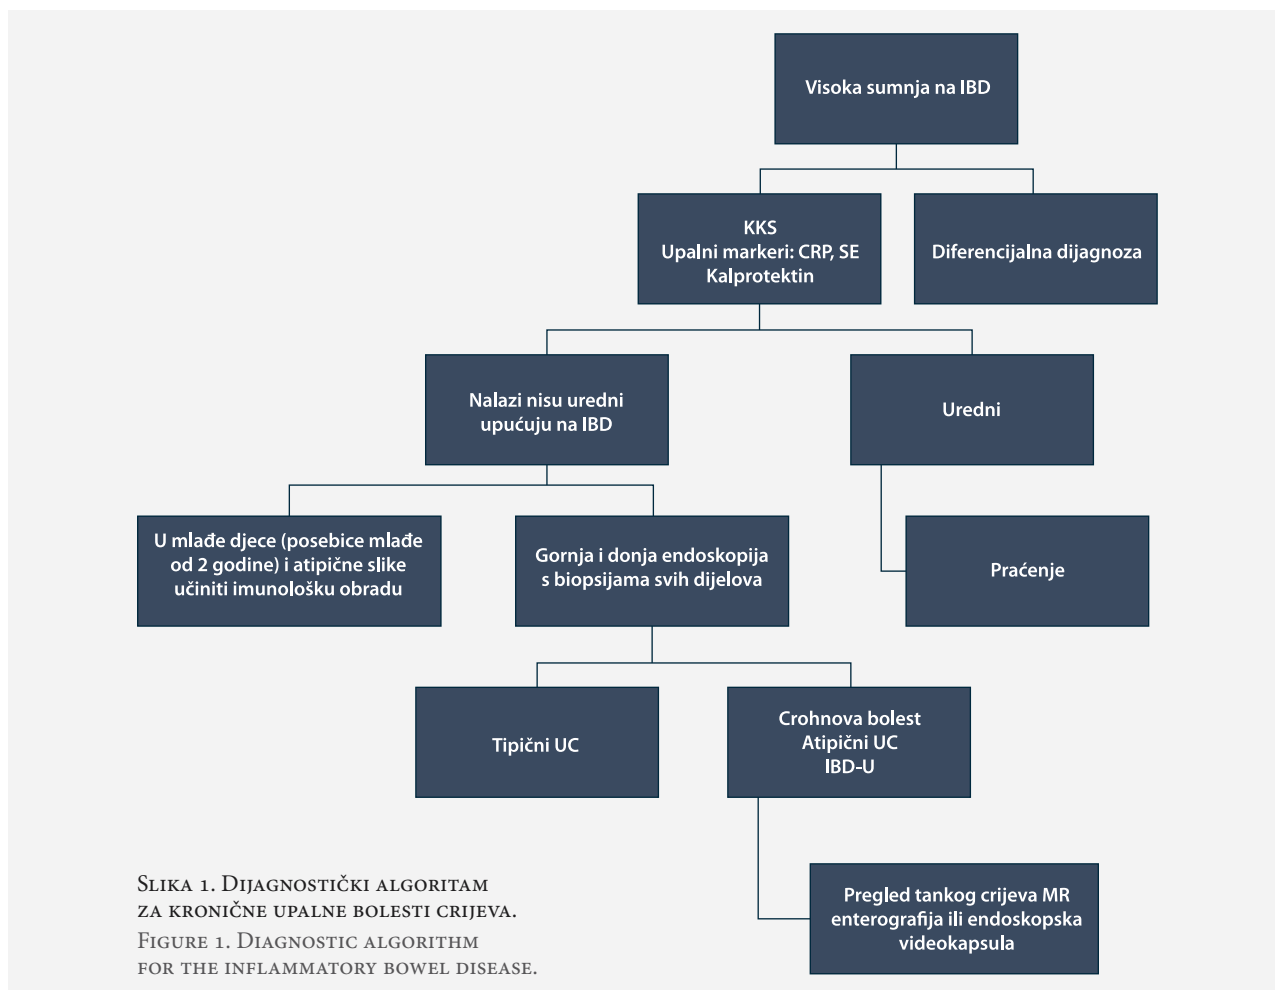 Visoka sumnja na IBD
KKS
Upalni markeri: CRP, SE
Kalprotektin
Diferencijalna dijagnoza
Nalazi nisu uredni
upućuju na IBD
Uredni
U mlađe djece (posebice mlađe
od 2 godine) i atipične slike
učiniti imunološku obradu
Gornja i donja endoskopija
s biopsijama svih dijelova
Praćenje
Tipični UC
Crohnova bolest
Atipični UC
IBD-U
Pregled tankog crijeva MR
enterografija ili endoskopska
videokapsula
Slika 1. Dijagnostički algoritam
za kronične upalne bolesti crijeva.
Figure 1. Diagnostic algorithm
for the inflammatory bowel disease.